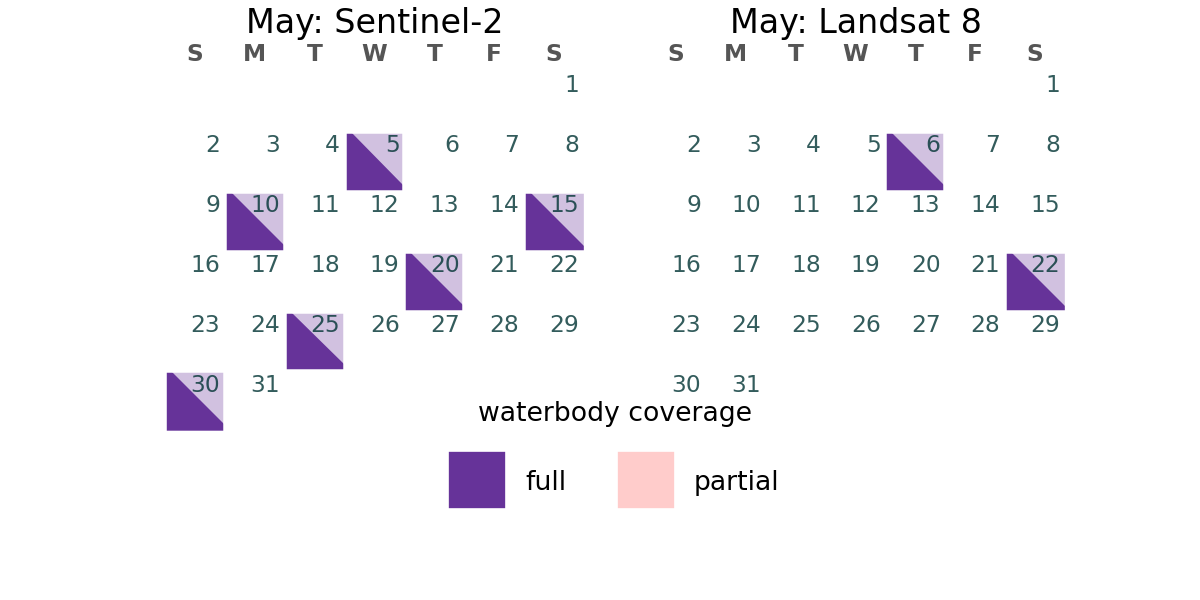 May: Sentinel-2
S M T W T F S
1
2 3 4 5 6 7 8
9 10 11 12 13 14 15
16 17 18 19 20 21 22
23 24 25 26 27 28 29
30 31
May: Landsat 8
S M T W T F S
1
2 3 4 5 6 7 8
9 10 11 12 13 14 15
16 17 18 19 20 21 22
23 24 25 26 27 28 29
30 31
waterbody coverage
full partial